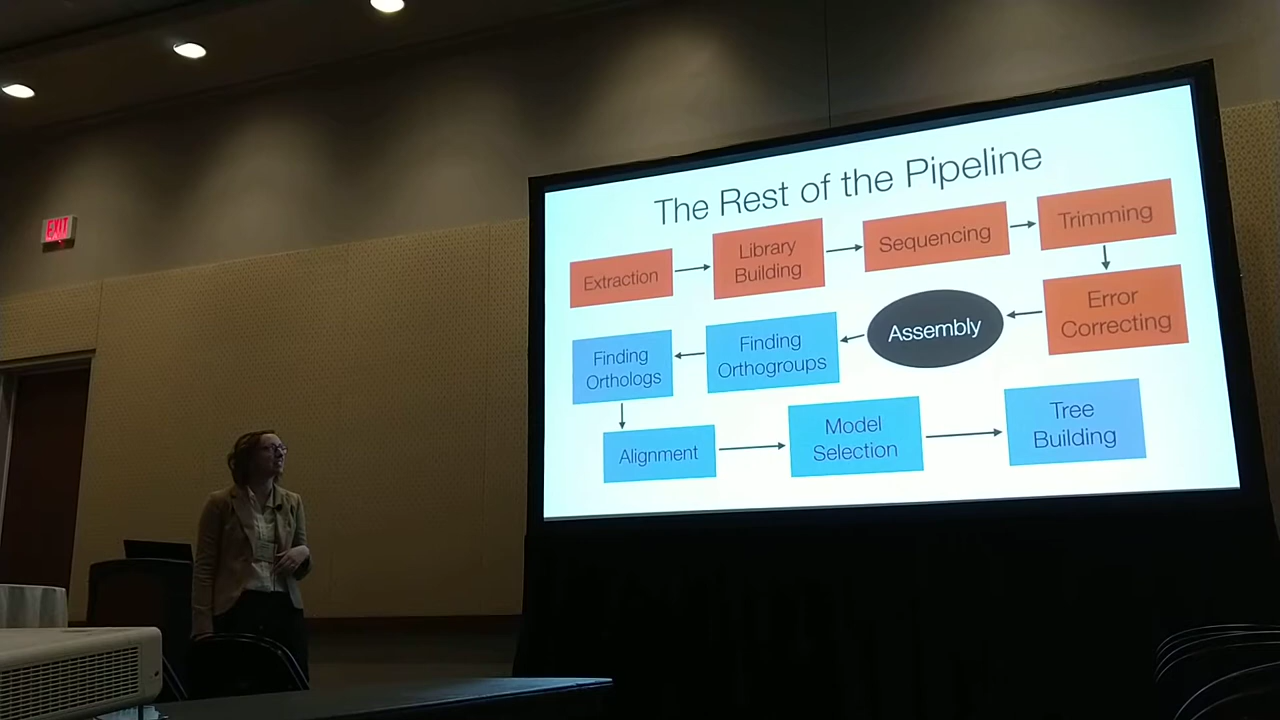 EXIT
The Rest of the Pipeline
Extraction
Library
Building
Sequencing
Trimming
Error
Correcting
Assembly
Finding
Orthogroups
Finding
Orthologs
Alignment
Model
Selection
Tree
Building